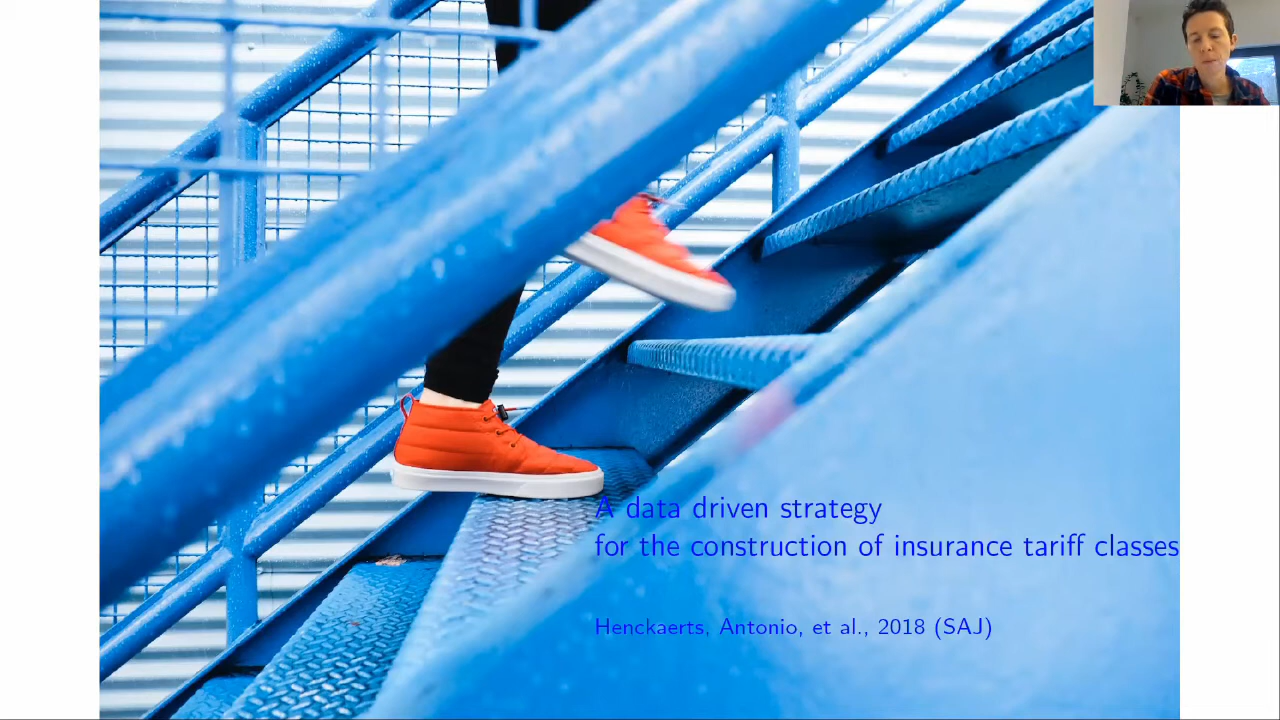 A data driven strategy
for the construction of insurance tariff classes
Henckaerts, Antonio, et al., 2018 (SAJ)